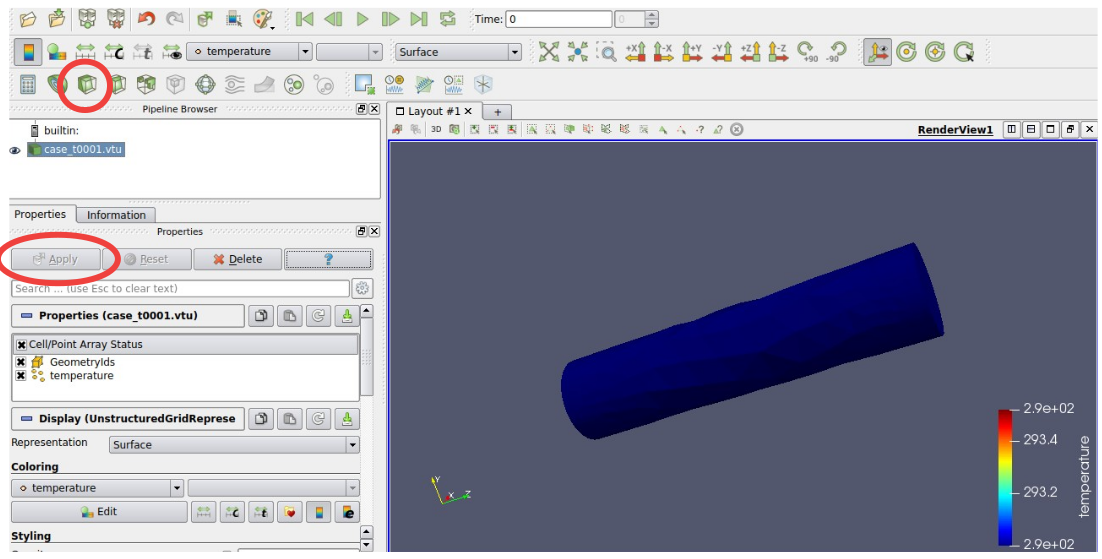 Time: 0 0
temperature Surface +X -X +Y -Y +Z -Z +90 -90
Pipeline Browser
Layout #1 × +
builtin:
3D
RenderView1
case_t0001.vtu
Properties Information
Properties
Apply Reset Delete ?
Search ... (use Esc to clear text)
Properties (case_t0001.vtu)
Cell/Point Array Status
GeometryIds
temperature
Display (UnstructuredGridReprese
Representation Surface
Coloring
temperature
Edit
Styling
2.9e+02
293.4
293.2
2.9e+02
temperature
Y
X
Z